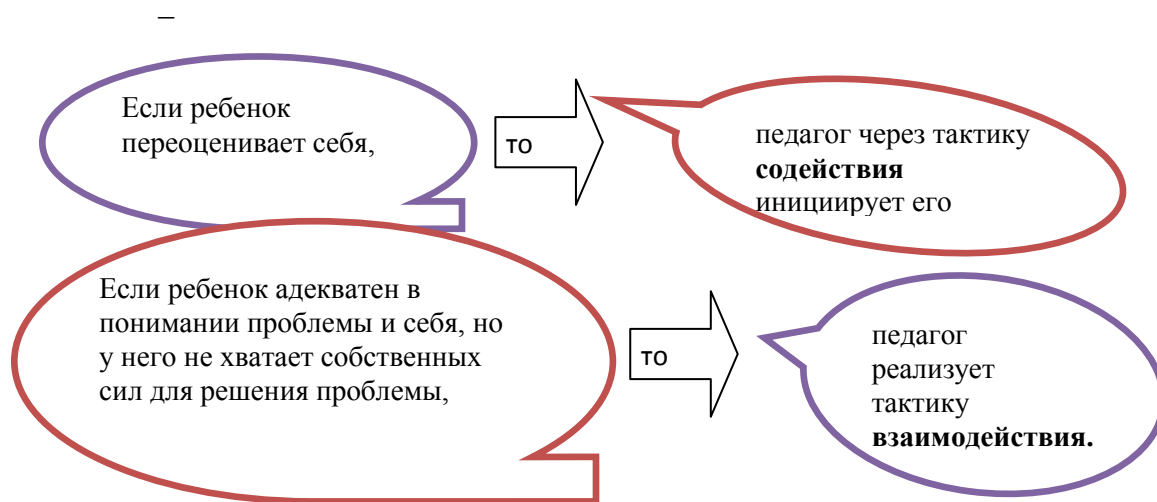 –
Если ребенок
переоценивает себя,
то
педагог через тактику
содействия
инициирует его
Если ребенок адекватен в
понимании проблемы и себя, но
у него не хватает собственных
сил для решения проблемы,
то
педагог
реализует
тактику
взаимодействия.